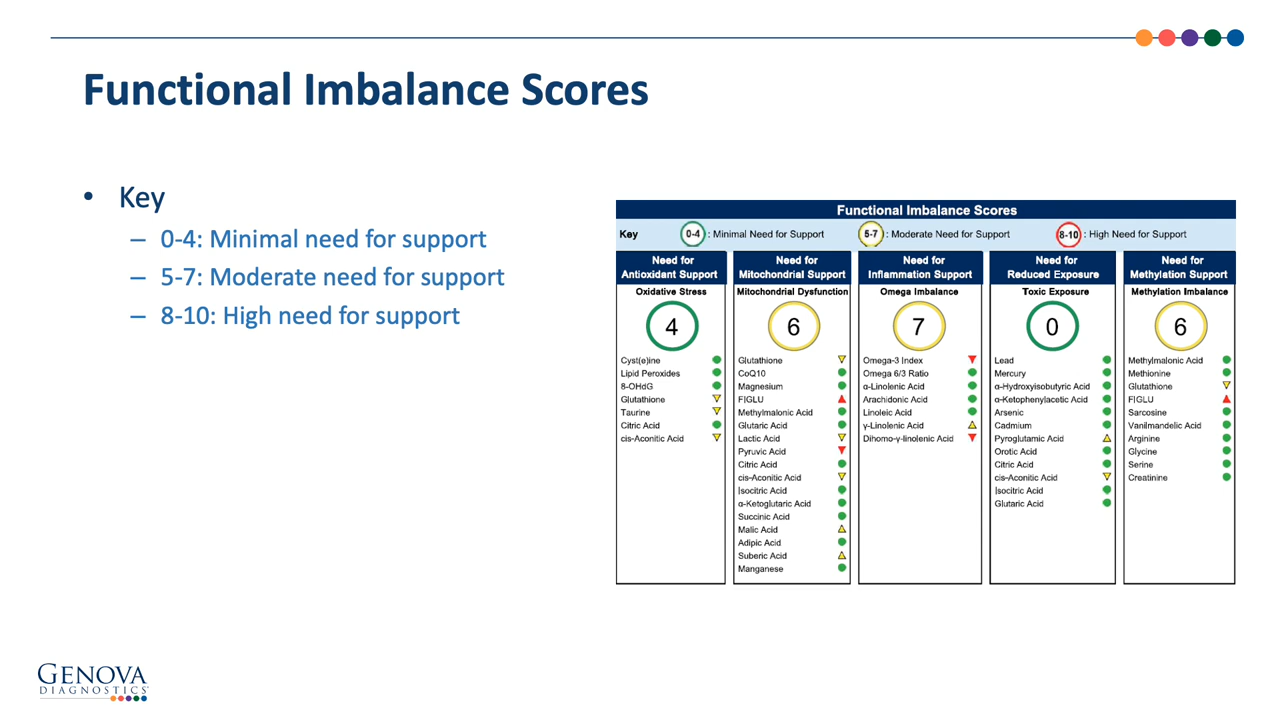 Functional Imbalance Scores
• Key
– 0-4: Minimal need for support
– 5-7: Moderate need for support
– 8-10: High need for support
Functional Imbalance Scores
Key 0-4 : Minimal Need for Support 5-7 : Moderate Need for Support 8-10 : High Need for Support
Need for
Antioxidant Support
Oxidative Stress
4
Cyst(e)ine
Lipid Peroxides
8-OHdG
Glutathione
Taurine
Citric Acid
cis-Aconitic Acid
Need for
Mitochondrial Support
Mitochondrial Dysfunction
6
Glutathione
CoQ10
Magnesium
FIGLU
Methylmalonic Acid
Glutaric Acid
Lactic Acid
Pyruvic Acid
Citric Acid
cis-Aconitic Acid
Isocitric Acid
α-Ketoglutaric Acid
Succinic Acid
Malic Acid
Adipic Acid
Suberic Acid
Manganese
Need for
Inflammation Support
Omega Imbalance
7
Omega-3 Index
Omega 6/3 Ratio
α-Linolenic Acid
Arachidonic Acid
Linoleic Acid
γ-Linolenic Acid
Dihomo-γ-linolenic Acid
Need for
Reduced Exposure
Toxic Exposure
0
Lead
Mercury
α-Hydroxyisobutyric Acid
α-Ketophenylacetic Acid
Arsenic
Cadmium
Pyroglutamic Acid
Orotic Acid
Citric Acid
cis-Aconitic Acid
Isocitric Acid
Glutaric Acid
Need for
Methylation Support
Methylation Imbalance
6
Methylmalonic Acid
Methionine
Glutathione
FIGLU
Sarcosine
Vanilmandelic Acid
Arginine
Glycine
Serine
Creatinine
GENOVA
DIAGNOSTICS